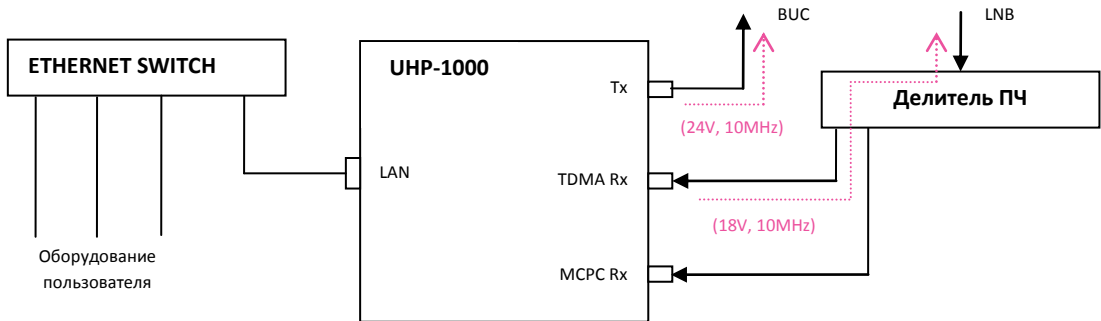 BUC
LNB
ETHERNET SWITCH
UHP-1000
Tx
Делитель ПЧ
(24V, 10MHz)
LAN
TDMA Rx
(18V, 10MHz)
Оборудование
пользователя
MCPC Rx